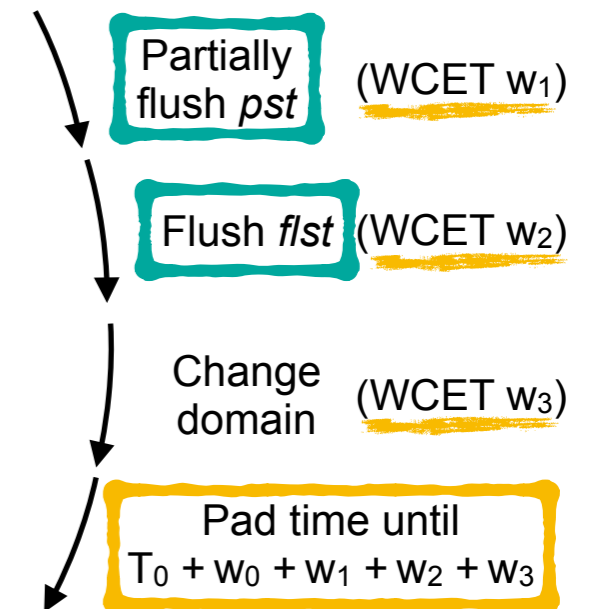 Partially
flush pst (WCET w₁)
Flush flst (WCET w₂)
Change
domain (WCET w₃)
Pad time until
T₀ + w₀ + w₁ + w₂ + w₃